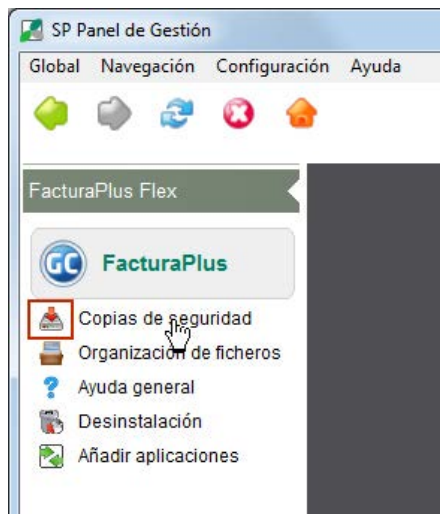 SP Panel de Gestión
Global Navegación Configuración Ayuda
FacturaPlus Flex
GC FacturaPlus
Copias de seguridad
Organización de ficheros
Ayuda general
Desinstalación
Añadir aplicaciones